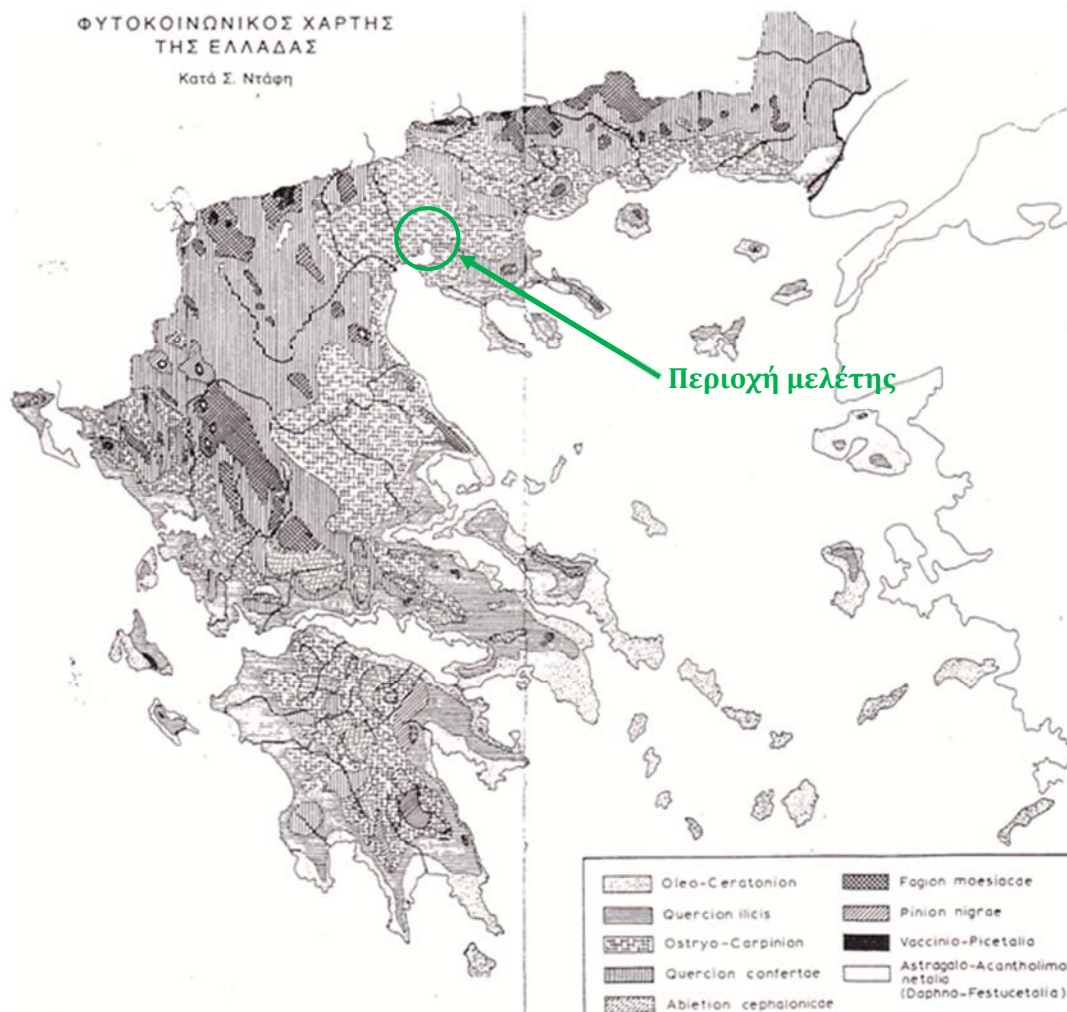 ΦΥΤΟΚΟΙΝΩΝΙΚΟΣ ΧΑΡΤΗΣ
ΤΗΣ ΕΛΛΑΔΑΣ
Κατά Σ. Ντάφη
Περιοχή μελέτης
Oleo-Ceratonion
Quercion ilicis
Ostryo-Carpinion
Quercion confertae
Abietion cephalonicae
Fagion moesiacae
Pinion nigrae
Vaccinio-Picetalia
Astragalo-Acantholimo
netalia
(Daphno-Festucetalia)